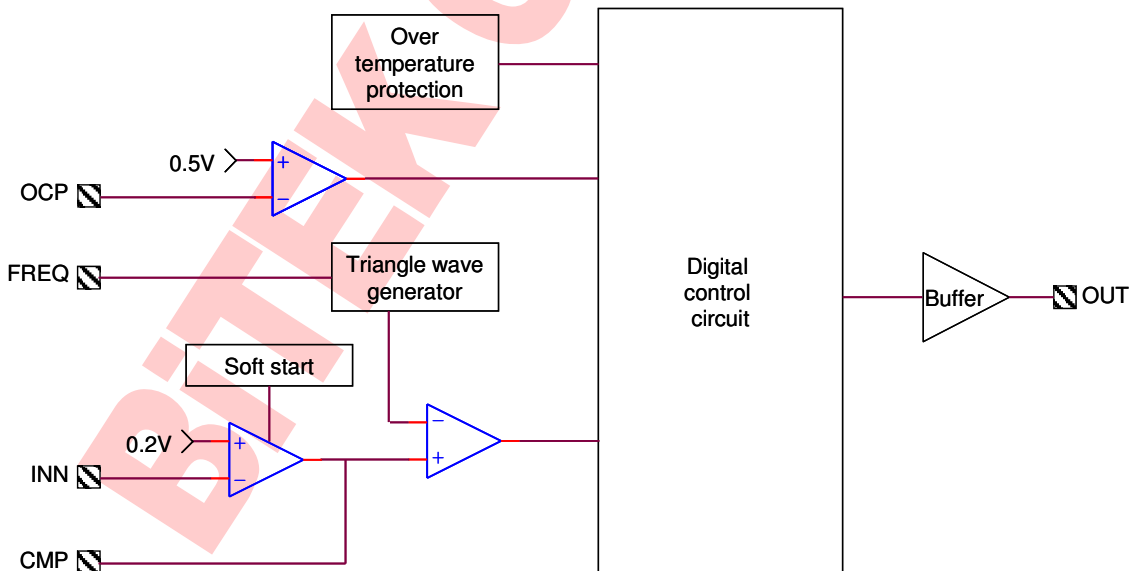 Over
temperature
protection
0.5V
+
−
OCP
FREQ
Triangle wave
generator
Soft start
0.2V
+
−
INN
CMP
−
+
Digital
control
circuit
Buffer
OUT
BiTEK